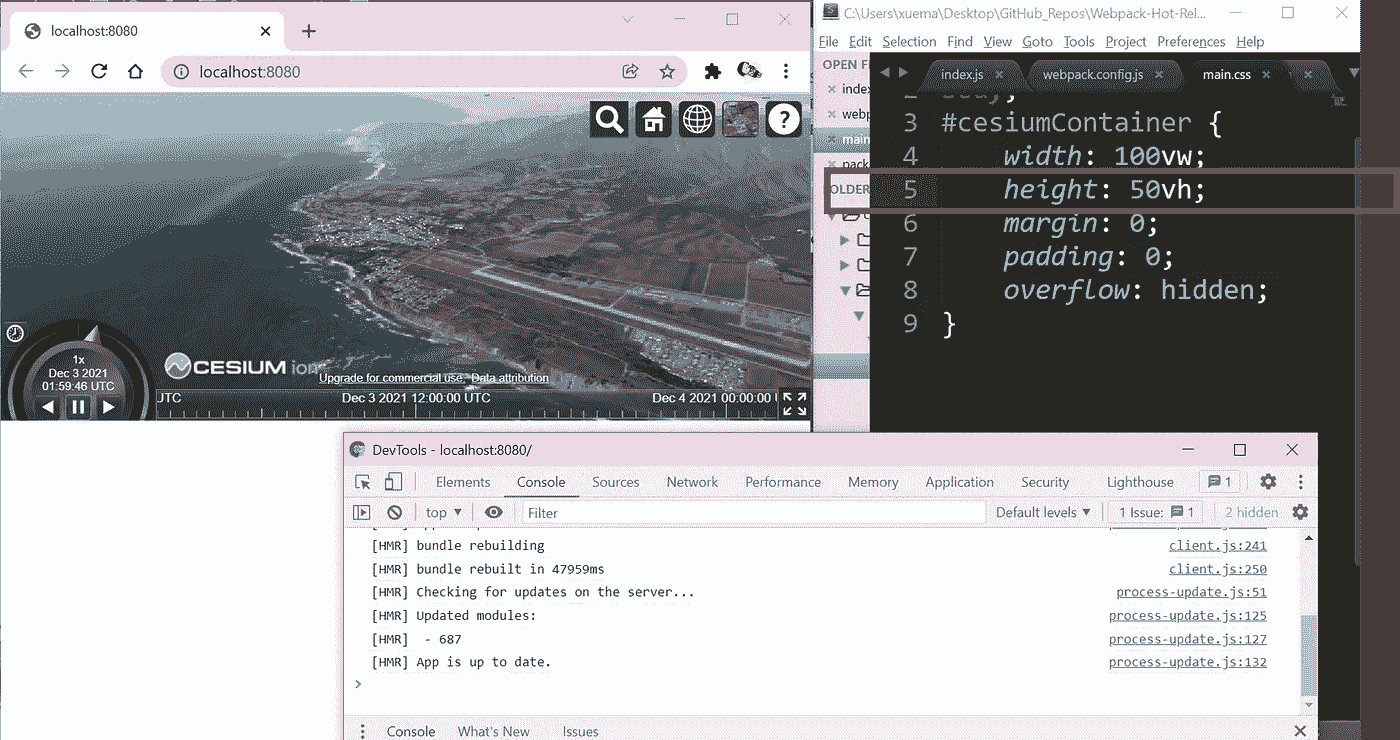 localhost:8080
localhost:8080
1x
Dec 3 2021
01:59:46 UTC
CESIUM ion
Upgrade for commercial use. Data attribution
UTC
Dec 3 2021 12:00:00 UTC
Dec 4 2021 00:00:00
?
C:\Users\xuema\Desktop\GitHub_Repos\Webpack-Hot-Rel...
File Edit Selection Find View Goto Tools Project Preferences Help
OPEN FI
index
webp
main
pack
OLDER
index.js
webpack.config.js
main.css
3 #cesiumContainer {
4 width: 100vw;
5 height: 50vh;
6 margin: 0;
7 padding: 0;
8 overflow: hidden;
9 }
DevTools - localhost:8080/
Elements Console Sources Network Performance Memory Application Security Lighthouse 1
top Filter Default levels 1 Issue: 1 2 hidden
[HMR] bundle rebuilding client.js:241
[HMR] bundle rebuilt in 47959ms client.js:250
[HMR] Checking for updates on the server... process-update.js:51
[HMR] Updated modules: process-update.js:125
[HMR] - 687 process-update.js:127
[HMR] App is up to date. process-update.js:132
Console What's New Issues